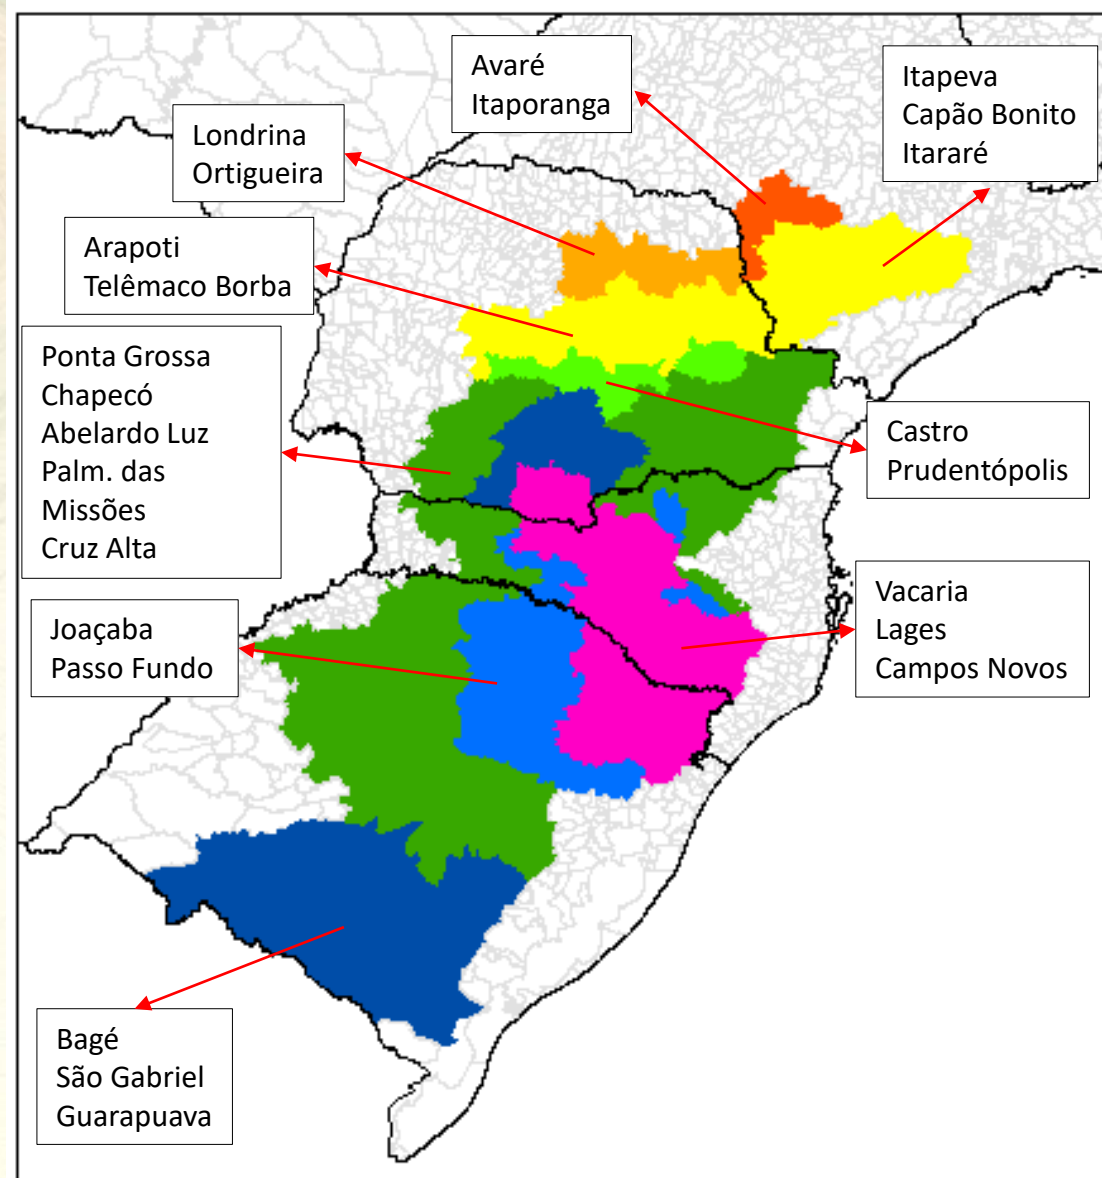 Avaré
Itaporanga
Itapeva
Capão Bonito
Itararé
Londrina
Ortigueira
Arapoti
Telêmaco Borba
Ponta Grossa
Chapecó
Abelardo Luz
Palm. das
Missões
Cruz Alta
Castro
Prudentópolis
Joaçaba
Passo Fundo
Vacaria
Lages
Campos Novos
Bagé
São Gabriel
Guarapuava